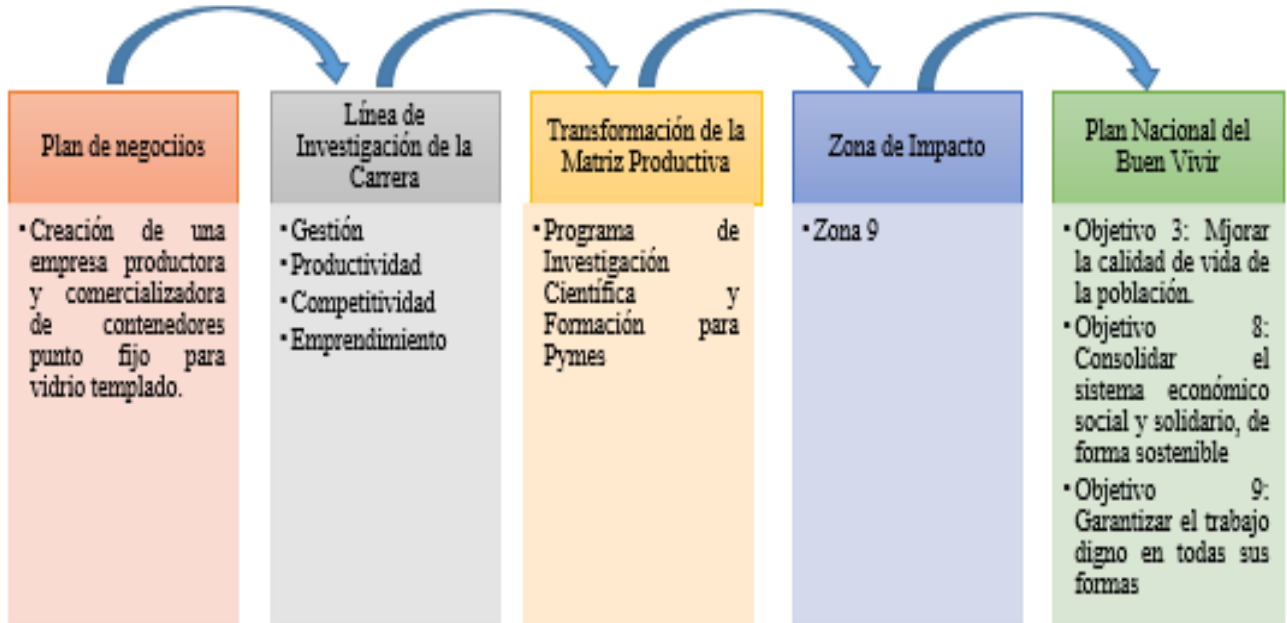 Plan de negociios
Creación de una
empresa productora
y comercializadora
de contenedores
punto fijo para
vidrio templado.
Línea de
Investigación de la
Carrera
Gestión
Productividad
Competitividad
Emprendimiento
Transformación de la
Matriz Productiva
Programa de
Investigación
Científica y
Formación para
Pymes
Zona de Impacto
Zona 9
Plan Nacional del
Buen Vivir
Objetivo 3: Mjorar
la calidad de vida de
la población.
Objetivo 8:
Consolidar el
sistema económico
social y solidario, de
forma sostenible
Objetivo 9:
Garantizar el trabajo
digno en todas sus
formas